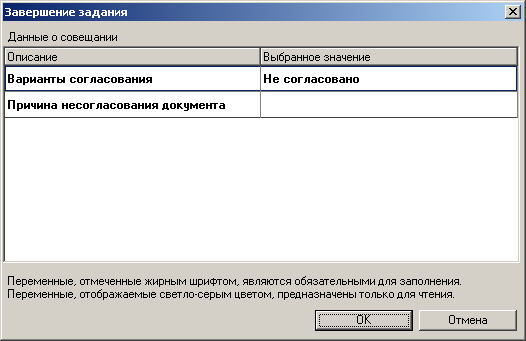 Завершение задания
Данные о совещании
Описание Выбранное значение
Варианты согласования Не согласовано
Причина несогласования документа
Переменные, отмеченные жирным шрифтом, являются обязательными для заполнения.
Переменные, отображаемые светло-серым цветом, предназначены только для чтения.
OK Отмена